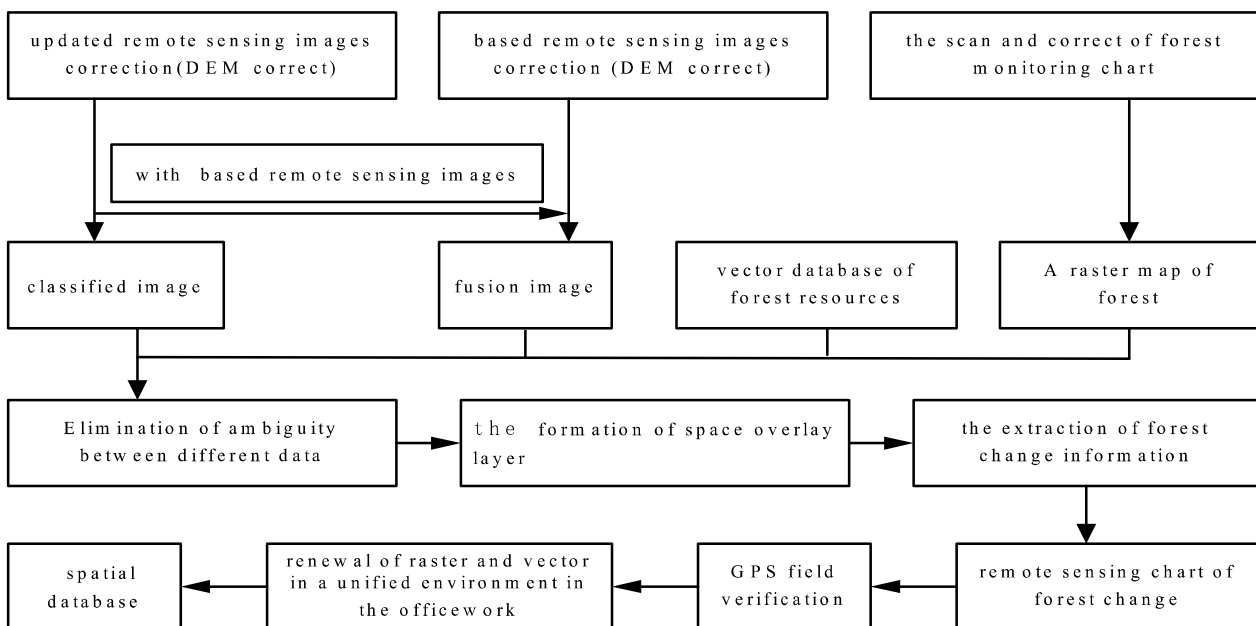 updated remote sensing images
correction(DEM correct)
based remote sensing images
correction (DEM correct)
the scan and correct of forest
monitoring chart
with based remote sensing images
classified image
fusion image
vector database of
forest resources
A raster map of
forest
Elimination of ambiguity
between different data
the formation of space overlay
layer
the extraction of forest
change information
spatial
database
renewal of raster and vector
in a unified environment in
the officework
GPS field
verification
remote sensing chart of
forest change